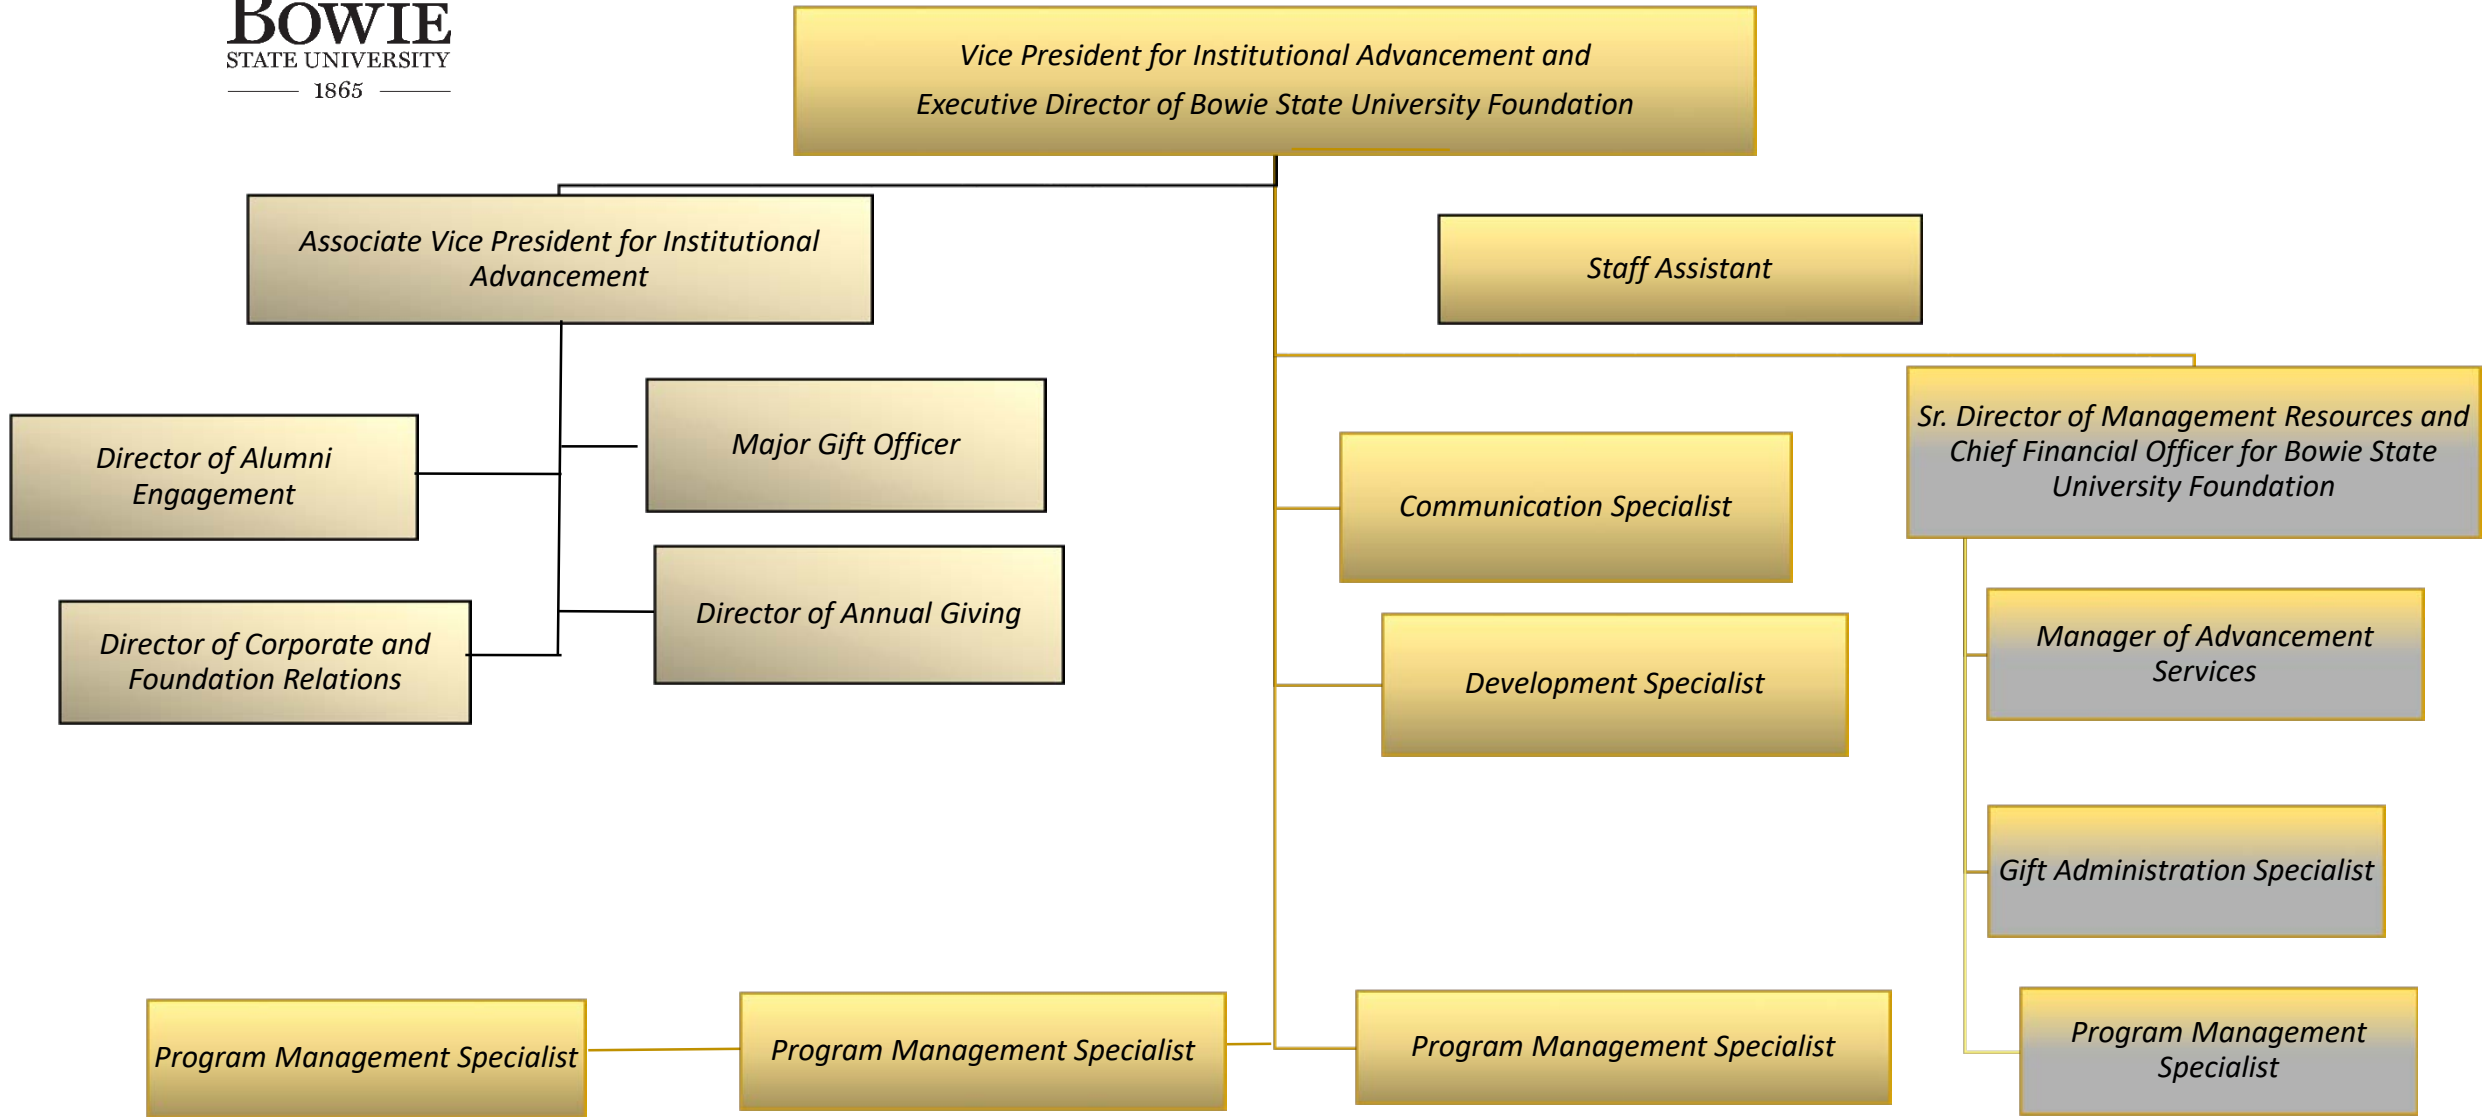 BOWIE
STATE UNIVERSITY
1865
Vice President for Institutional Advancement and
Executive Director of Bowie State University Foundation
Associate Vice President for Institutional
Advancement
Staff Assistant
Director of Alumni
Engagement
Major Gift Officer
Director of Corporate and
Foundation Relations
Director of Annual Giving
Communication Specialist
Development Specialist
Sr. Director of Management Resources and
Chief Financial Officer for Bowie State
University Foundation
Manager of Advancement
Services
Gift Administration Specialist
Program Management Specialist
Program Management Specialist
Program Management Specialist
Program Management
Specialist